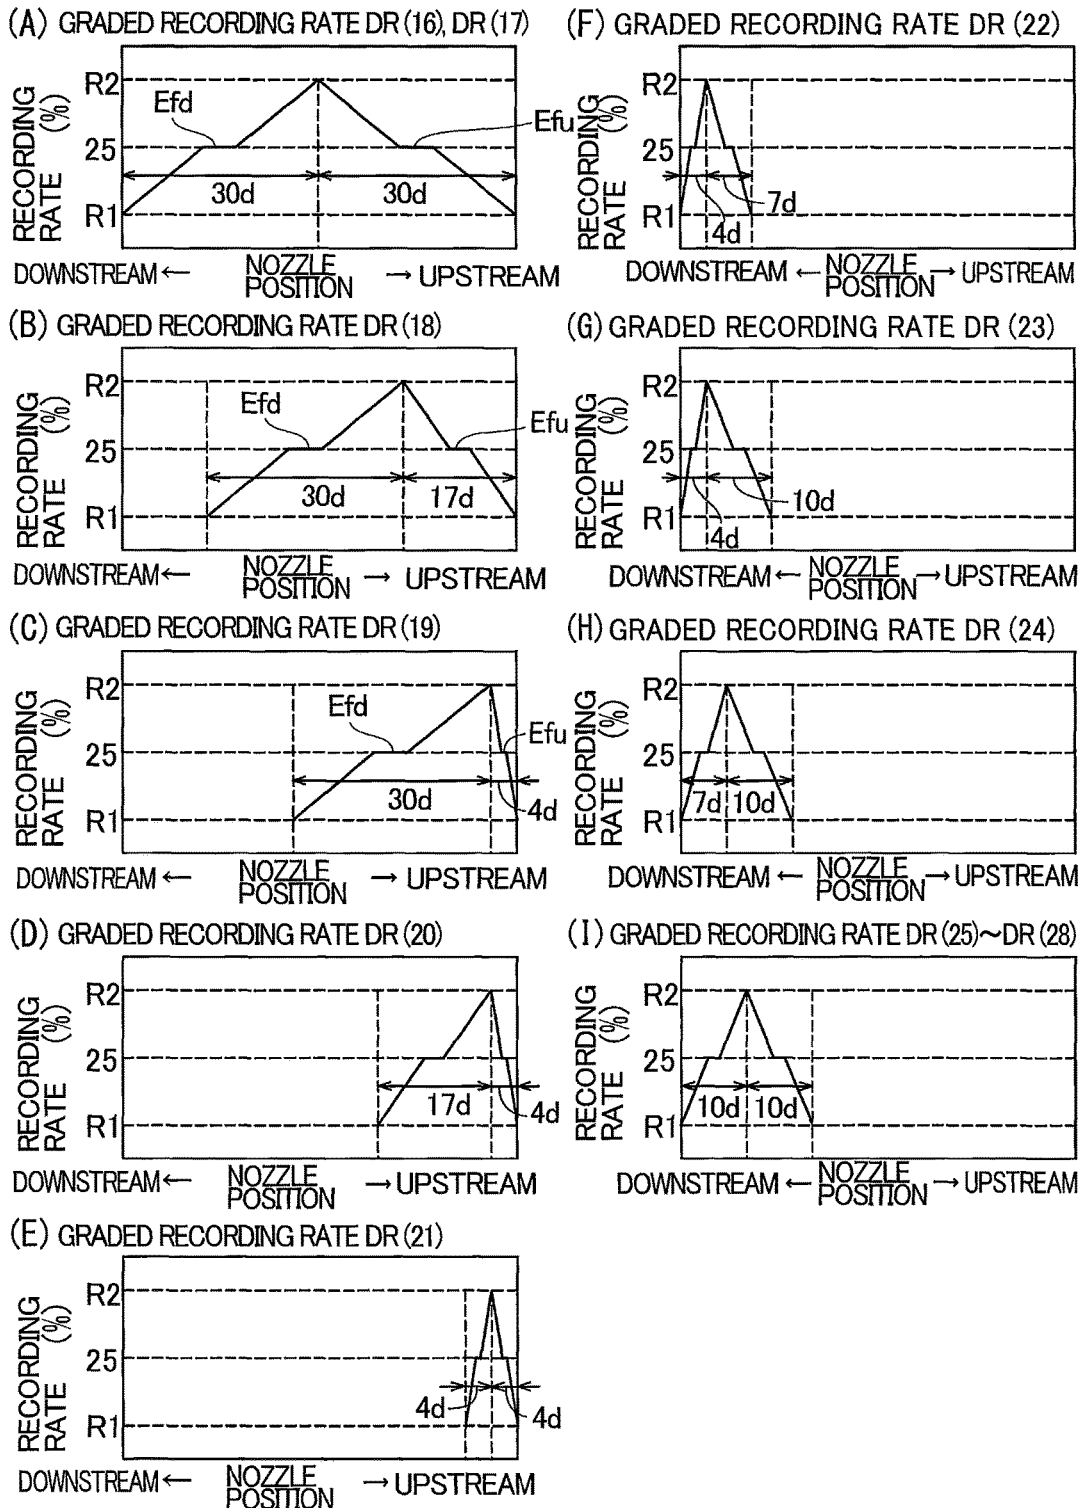 (A) GRADED RECORDING RATE DR (16), DR (17)
RECORDING RATE (%)
R2
25
R1
Efd
Efu
30d
30d
DOWNSTREAM ←
NOZZLE
POSITION
→ UPSTREAM
(B) GRADED RECORDING RATE DR (18)
RECORDING RATE (%)
R2
25
R1
Efd
Efu
30d
17d
DOWNSTREAM ←
NOZZLE
POSITION
→ UPSTREAM
(C) GRADED RECORDING RATE DR (19)
RECORDING RATE (%)
R2
25
R1
Efd
Efu
30d
4d
DOWNSTREAM ←
NOZZLE
POSITION
→ UPSTREAM
(D) GRADED RECORDING RATE DR (20)
RECORDING RATE (%)
R2
25
R1
17d
4d
DOWNSTREAM ←
NOZZLE
POSITION
→ UPSTREAM
(E) GRADED RECORDING RATE DR (21)
RECORDING RATE (%)
R2
25
R1
4d
4d
DOWNSTREAM ←
NOZZLE
POSITION
→ UPSTREAM
(F) GRADED RECORDING RATE DR (22)
RECORDING RATE (%)
R2
25
R1
7d
4d
DOWNSTREAM ←
NOZZLE
POSITION
→ UPSTREAM
(G) GRADED RECORDING RATE DR (23)
RECORDING RATE (%)
R2
25
R1
10d
4d
DOWNSTREAM ←
NOZZLE
POSITION
→ UPSTREAM
(H) GRADED RECORDING RATE DR (24)
RECORDING RATE (%)
R2
25
R1
7d
10d
DOWNSTREAM ←
NOZZLE
POSITION
→ UPSTREAM
(I) GRADED RECORDING RATE DR (25)～DR (28)
RECORDING RATE (%)
R2
25
R1
10d
10d
DOWNSTREAM ←
NOZZLE
POSITION
→ UPSTREAM